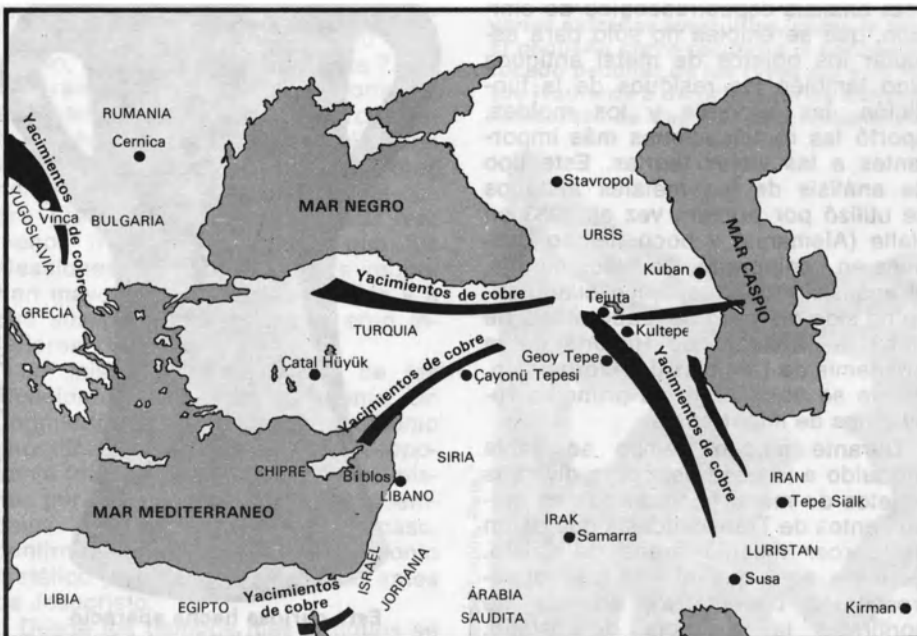 RUMANIA
Cernica
Yacimientos
de cobre
Vinca
YUGOSLAVIA
BULGARIA
GRECIA
MAR NEGRO
Stavropol
URSS
Kuban
MAR CASPIO
Yacimientos de cobre
Tejuta
Kultepe
TURQUIA
Geoy Tepe
Catal Hüyük
Yacimientos de cobre
Çayonü Tepesi
Yacimientos de cobre
CHIPRE
SIRIA
Biblos
LIBANO
IRAN
Tepe Sialk
MAR MEDITERRANEO
IRAK
Samarra
LURISTAN
Susa
ISRAEL
JORDANIA
LIBIA
EGIPTO
Yacimientos
de cobre
ÁRABIA
SAUDITA
Kirman